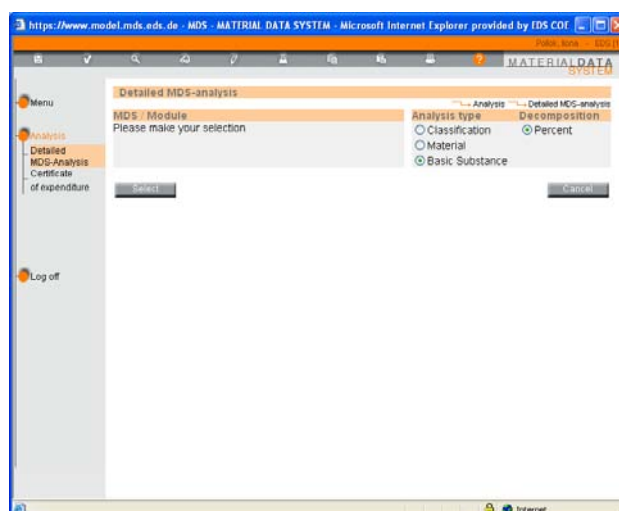 https://www.model.mds.eds.de - MDS - MATERIAL DATA SYSTEM - Microsoft Internet Explorer provided by EDS COE
MATERIALDATA
SYSTEM
Menu
Analysis
Detailed
MDS-Analysis
Certificate
of expenditure
Log off
Detailed MDS-analysis
Analysis Detailed MDS-analysis
MDS / Module
Please make your selection
Analysis type Decomposition
Classification Percent
Material
Basic Substance
Select Cancel
Internet